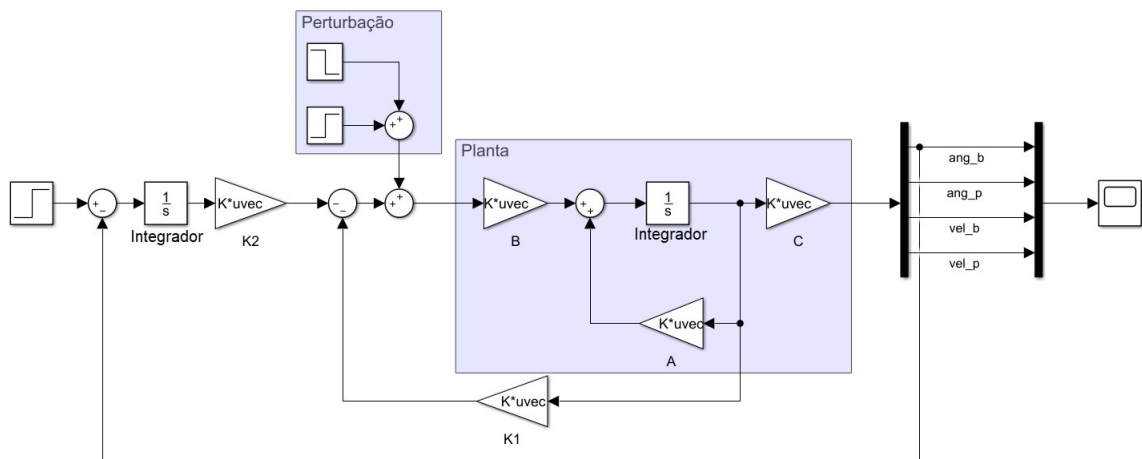 Perturbação
Planta
1
s
Integrador
K*uvec
K2
K*uvec
B
1
s
Integrador
K*uvec
C
K*uvec
A
K*uvec
K1
ang_b
ang_p
vel_b
vel_p